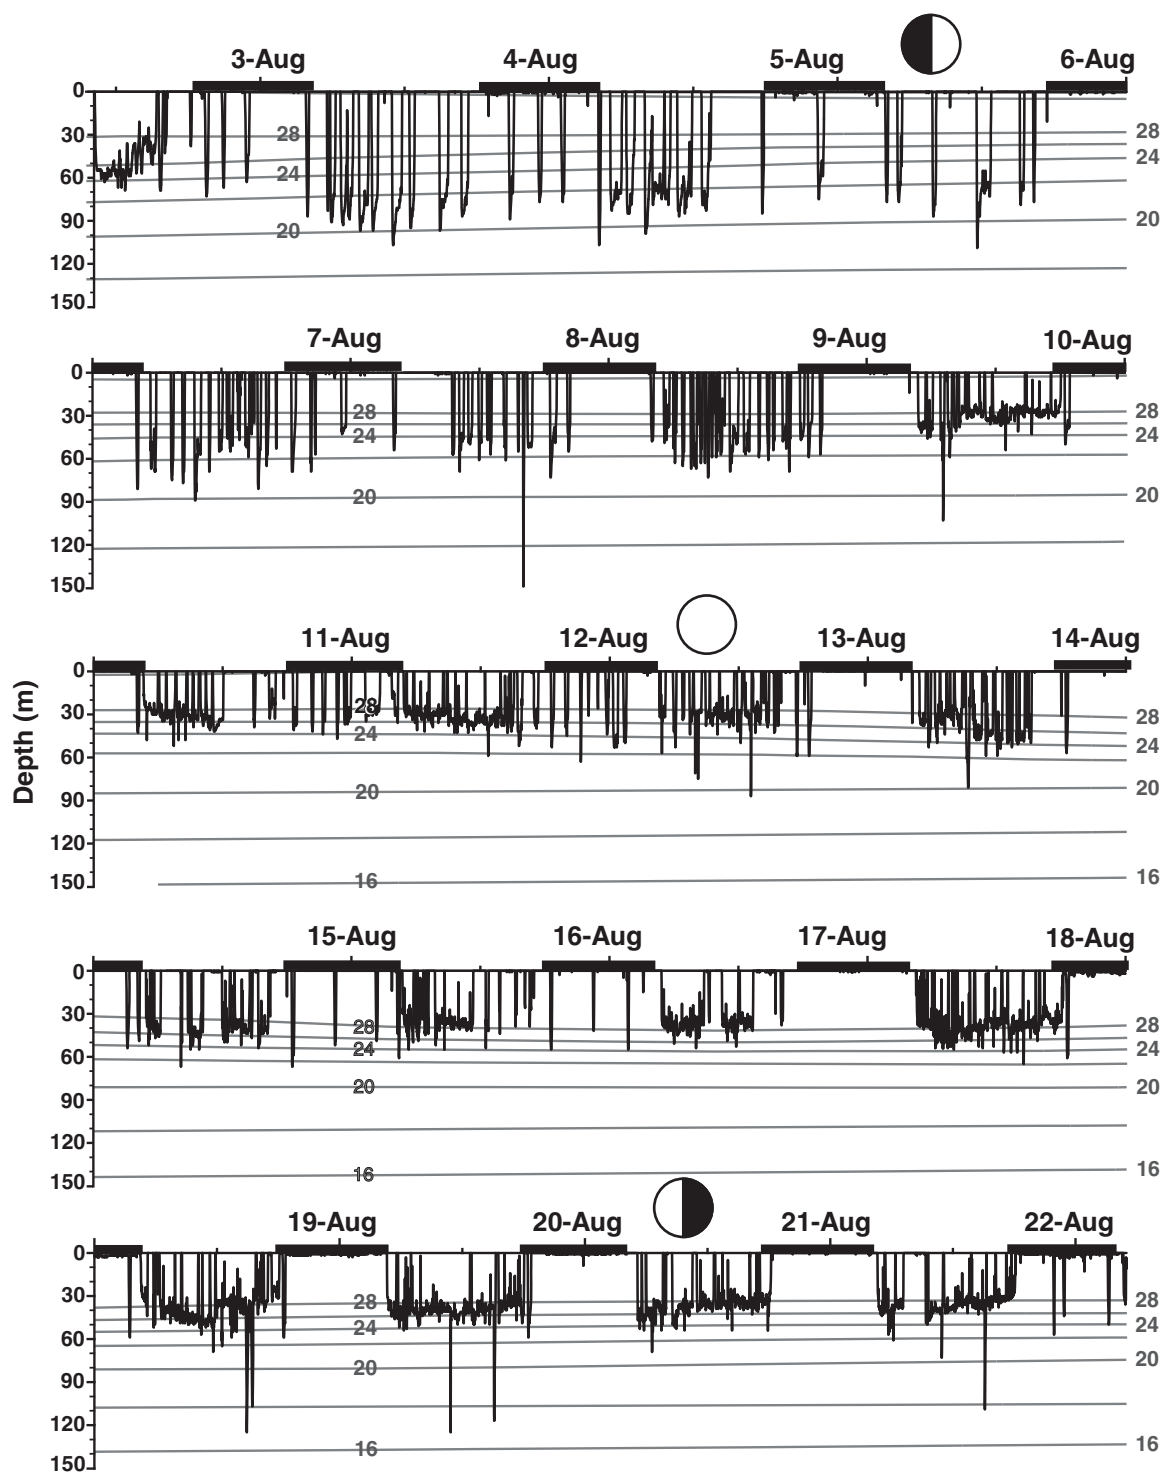 3-Aug 4-Aug 5-Aug 6-Aug
0
30 28 28
24 24
60
90 20 20
120
150
7-Aug 8-Aug 9-Aug 10-Aug
0
30 28 28
24 24
60
90 20 20
120
150
11-Aug 12-Aug 13-Aug 14-Aug
Depth (m)
0
30 28 28
24 24
60
90 20 20
120
150 16 16
15-Aug 16-Aug 17-Aug 18-Aug
0
30 28 28
60 24 24
90 20 20
120
150 16 16
19-Aug 20-Aug 21-Aug 22-Aug
0
30 28 28
60 24 24
90 20 20
120
150 16 16